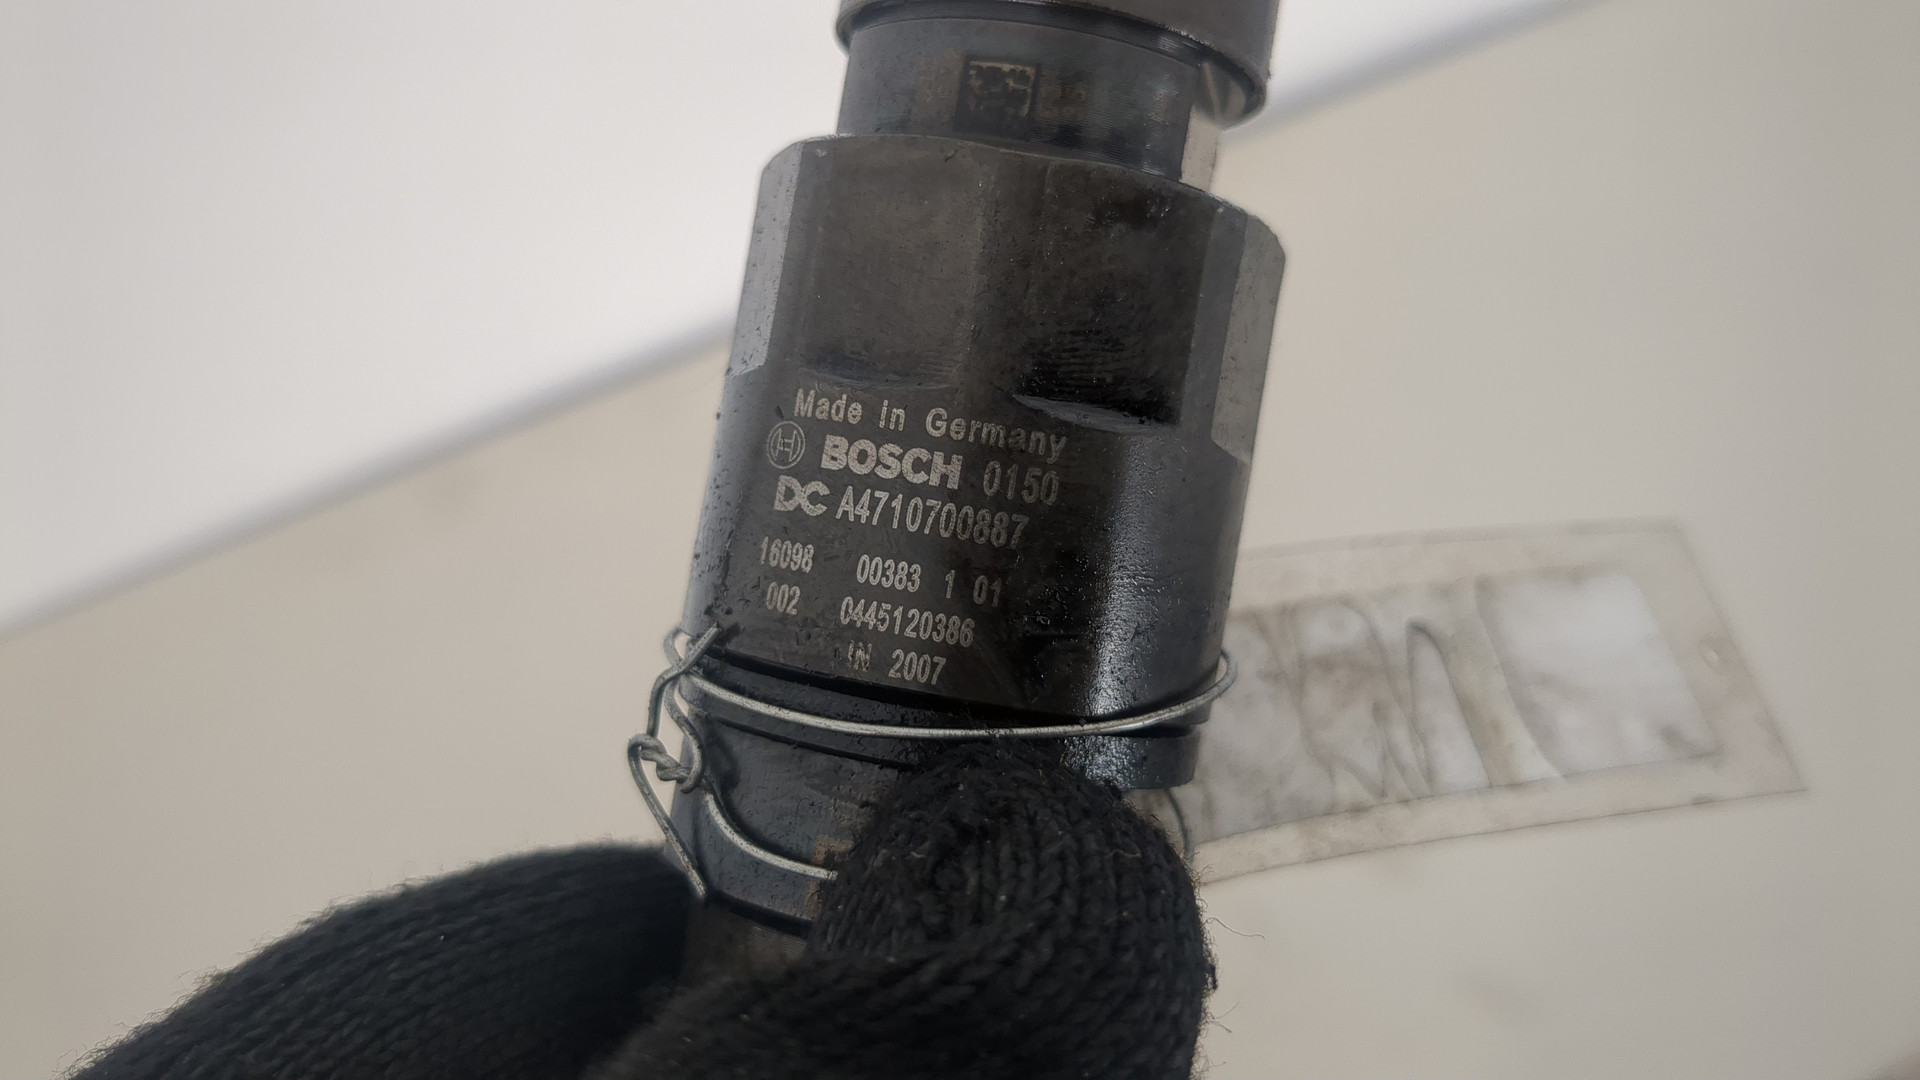 Made in Germany
BOSCH 0150
DC A4710700887
16098 00383 1 01
002 0445120386
IN 2007